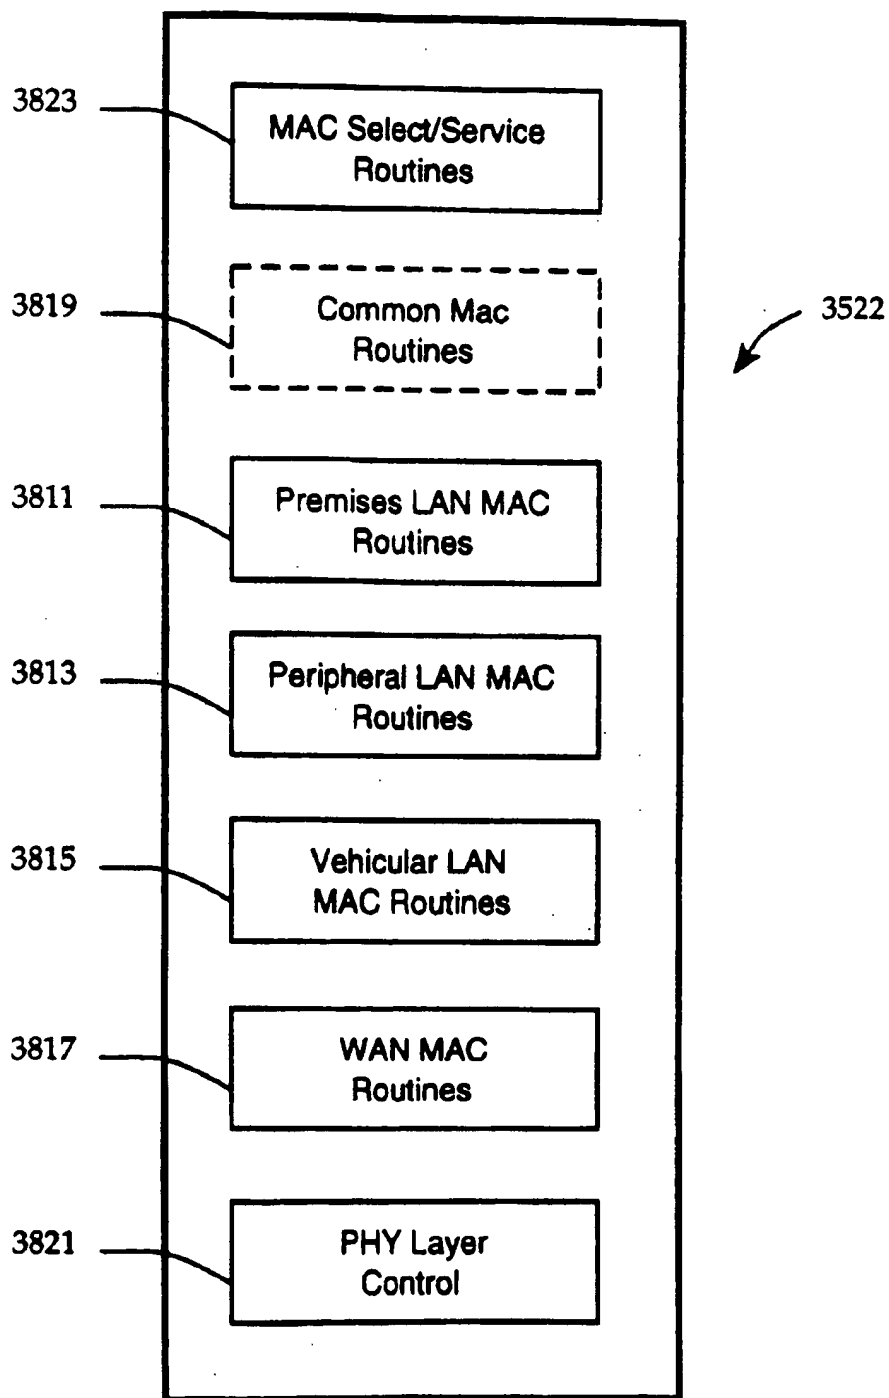 3823
MAC Select/Service
Routines
3819
Common Mac
Routines
3522
3811
Premises LAN MAC
Routines
3813
Peripheral LAN MAC
Routines
3815
Vehicular LAN
MAC Routines
3817
WAN MAC
Routines
3821
PHY Layer
Control